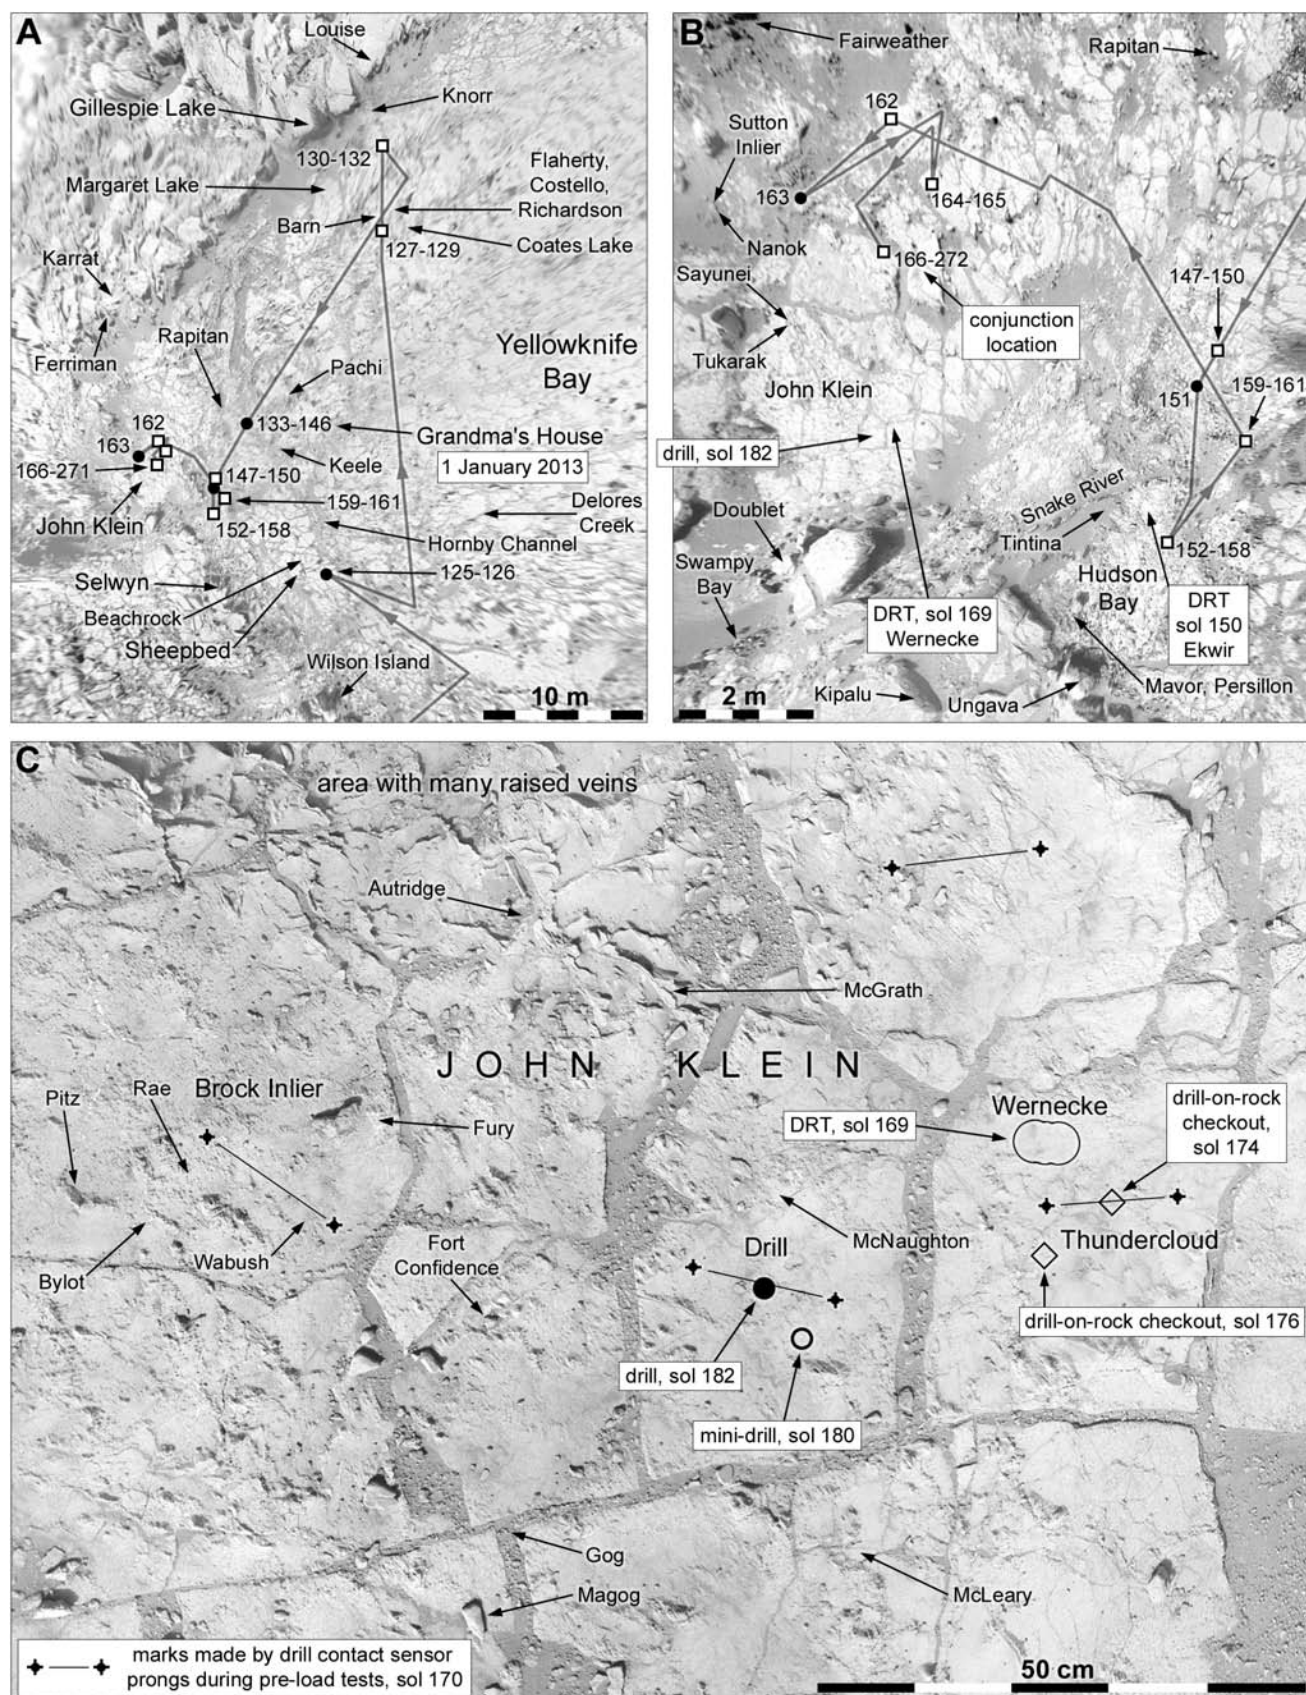 A
Louise
Gillespie Lake
Knorr
130-132
Flaherty,
Costello,
Richardson
Margaret Lake
Barn
Coates Lake
127-129
Karrat
Ferriman
Rapitan
Pachi
Yellowknife
Bay
162
163
133-146
Grandma's House
1 January 2013
166-271
Keele
147-150
John Klein
159-161
152-158
Delores
Creek
Hornby Channel
Selwyn
125-126
Beachrock
Sheepbed
Wilson Island
10 m
B
Fairweather
Rapitan
162
Sutton
Inlier
163
164-165
Nanok
166-272
Sayunei
147-150
conjunction
location
Tukarak
John Klein
151
159-161
drill, sol 182
Snake River
Doublet
Tintina
Swampy
Bay
152-158
Hudson
Bay
DRT, sol 169
Wernecke
DRT
sol 150
Ekwir
Kipalu
Ungava
Mavor, Persillon
2 m
C
area with many raised veins
Autridge
McGrath
JOHN KLEIN
Pitz
Rae
Brock Inlier
Fury
DRT, sol 169
Wernecke
drill-on-rock
checkout,
sol 174
Bylot
Wabush
Fort
Confidence
Drill
McNaughton
Thundercloud
drill-on-rock checkout, sol 176
drill, sol 182
mini-drill, sol 180
Gog
Magog
McLeary
marks made by drill contact sensor
prongs during pre-load tests, sol 170
50 cm